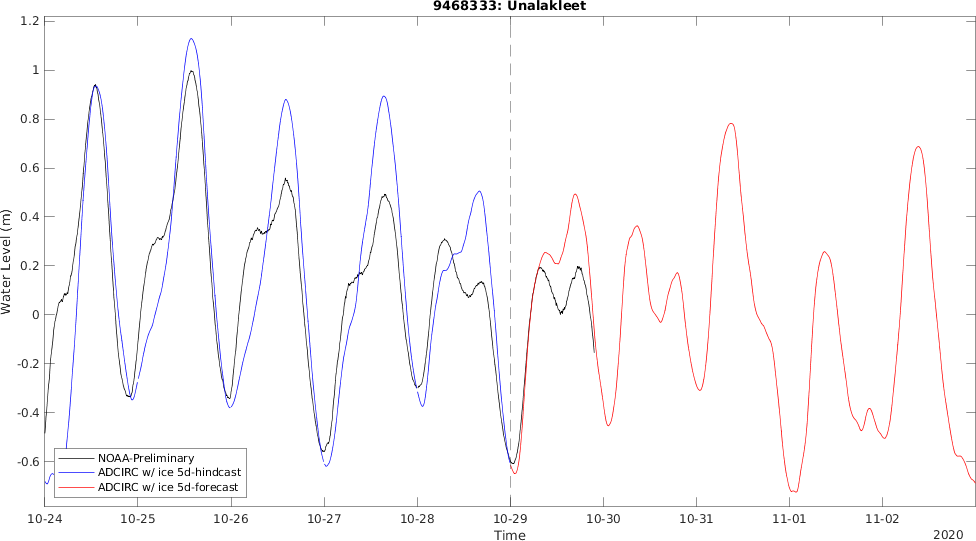 9468333: Unalakleet
1.2
1
0.8
0.6
0.4
0.2
0
-0.2
-0.4
-0.6
Water Level (m)
NOAA-Preliminary
ADCIRC w/ ice 5d-hindcast
ADCIRC w/ ice 5d-forecast
10-24 10-25 10-26 10-27 10-28 10-29 10-30 10-31 11-01 11-02
Time
2020